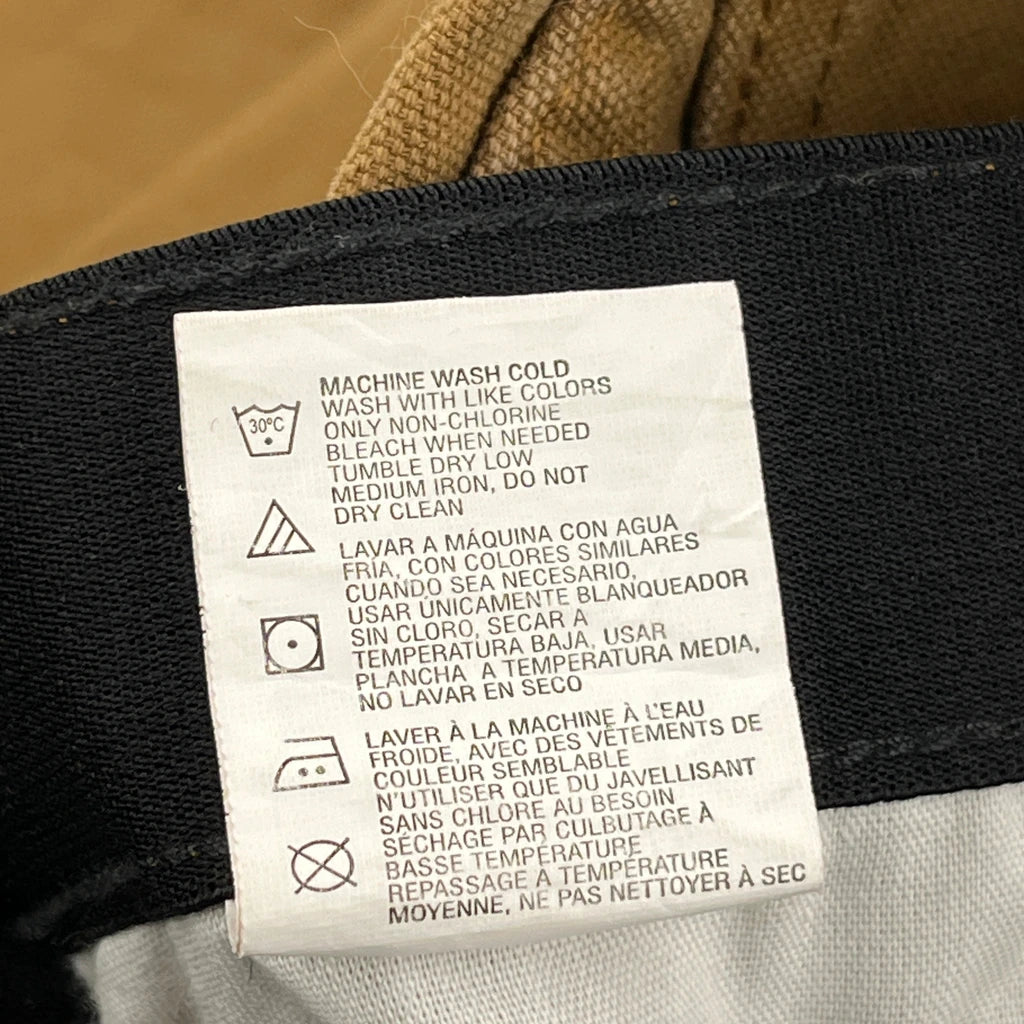 30°C
MACHINE WASH COLD
WASH WITH LIKE COLORS
ONLY NON-CHLORINE
BLEACH WHEN NEEDED
TUMBLE DRY LOW
MEDIUM IRON, DO NOT
DRY CLEAN
LAVAR A MÁQUINA CON AGUA
FRÍA, CON COLORES SIMILARES
CUANDO SEA NECESARIO,
USAR ÚNICAMENTE BLANQUEADOR
SIN CLORO, SECAR A
TEMPERATURA BAJA, USAR
PLANCHA A TEMPERATURA MEDIA,
NO LAVAR EN SECO
LAVER À LA MACHINE À L'EAU
FROIDE, AVEC DES VÊTEMENTS DE
COULEUR SEMBLABLE
N'UTILISER QUE DU JAVELLISANT
SANS CHLORE AU BESOIN
SÉCHAGE PAR CULBUTAGE À
BASSE TEMPÉRATURE
REPASSAGE À TEMPÉRATURE
MOYENNE, NE PAS NETTOYER À SEC